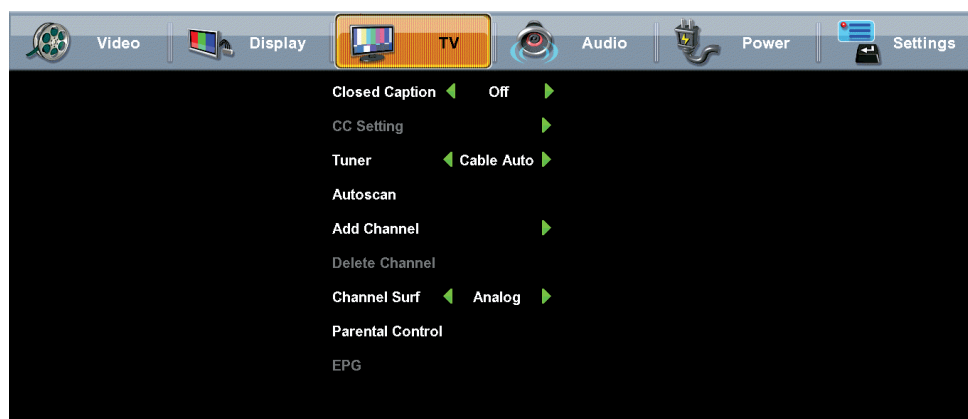 Video Display TV Audio Power Settings
Closed Caption Off
CC Setting
Tuner Cable Auto
Autoscan
Add Channel
Delete Channel
Channel Surf Analog
Parental Control
EPG